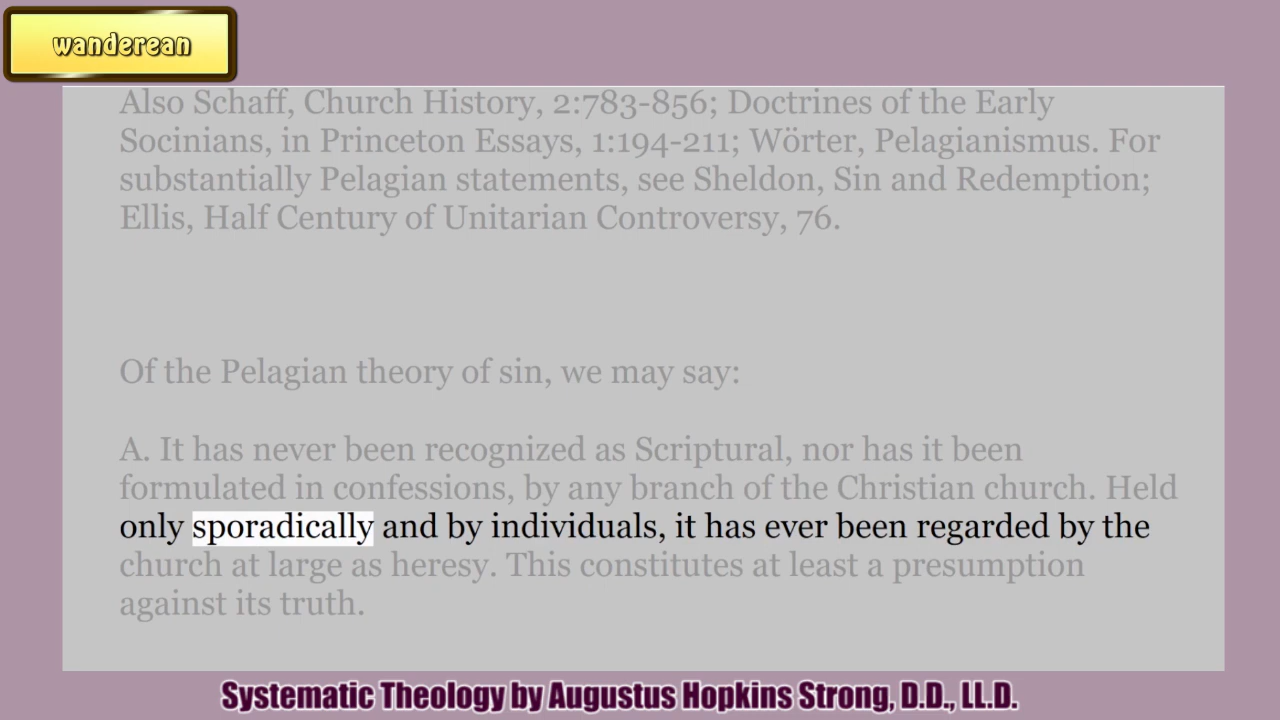 wanderean
Also Schaff, Church History, 2:783-856; Doctrines of the Early
Socinians, in Princeton Essays, 1:194-211; Wörter, Pelagianismus. For
substantially Pelagian statements, see Sheldon, Sin and Redemption;
Ellis, Half Century of Unitarian Controversy, 76.
Of the Pelagian theory of sin, we may say:
A. It has never been recognized as Scriptural, nor has it been
formulated in confessions, by any branch of the Christian church. Held
only sporadically and by individuals, it has ever been regarded by the
church at large as heresy. This constitutes at least a presumption
against its truth.
Systematic Theology by Augustus Hopkins Strong, D.D., LL.D.